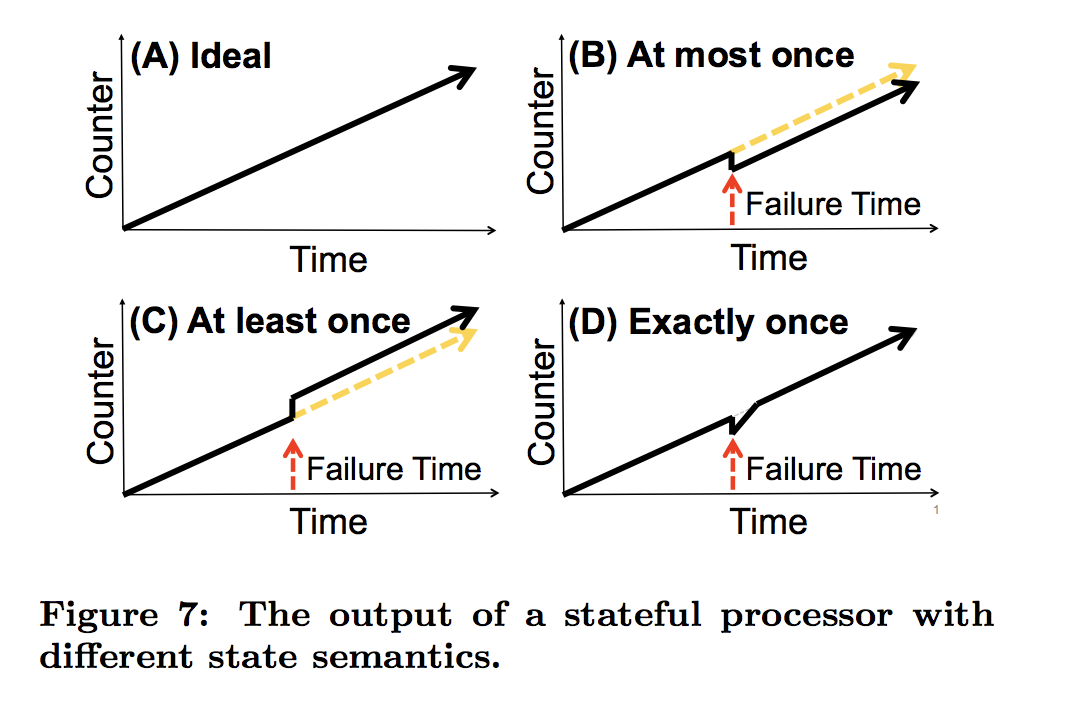 (A) Ideal
Counter
Time
(B) At most once
Counter
Failure Time
Time
(C) At least once
Counter
Failure Time
Time
(D) Exactly once
Counter
Failure Time
Time
1
Figure 7: The output of a stateful processor with
different state semantics.